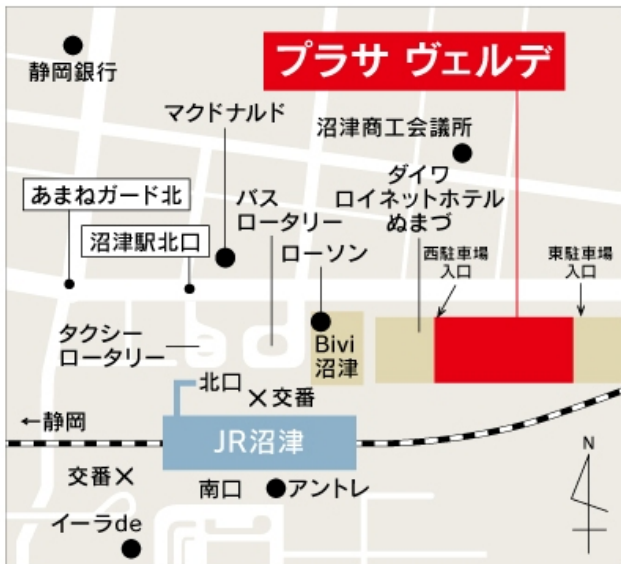 プラサ ヴェルデ
静岡銀行
マクドナルド
沼津商工会議所
ダイワ
ロイネットホテル
ぬまづ
あまねガード北
バス
ロータリー
沼津駅北口
ローソン
西駐車場
入口
東駐車場
入口
タクシー
ロータリー
Bivi
沼津
北口
交番
←静岡
JR沼津
N
交番
南口
アントレ
イーラde